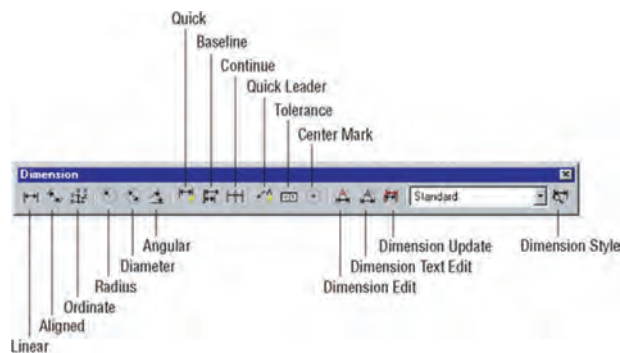 Quick
Baseline
Continue
Quick Leader
Tolerance
Center Mark
Dimension
Standard
Angular
Diameter
Radius
Ordinate
Aligned
Linear
Dimension Update
Dimension Style
Dimension Text Edit
Dimension Edit